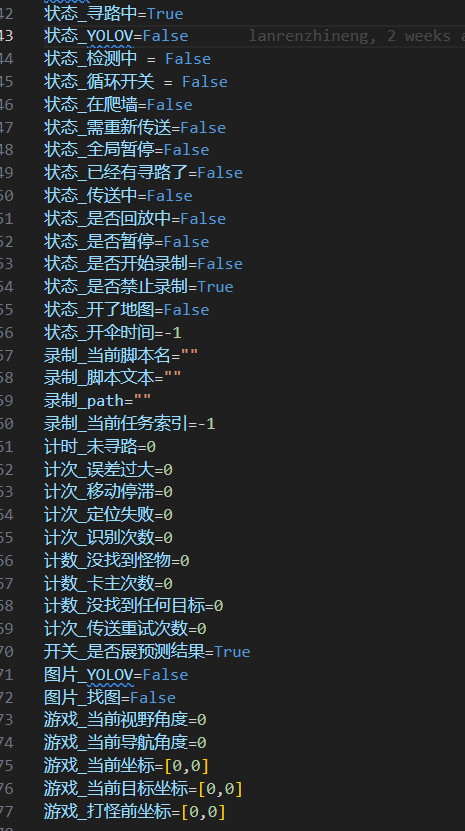 42 状态_寻路中=True
43 状态_YOLOV=False lanrenzhineng, 2 weeks a
44 状态_检测中 = False
45 状态_循环开关 = False
46 状态_在爬墙=False
47 状态_需重新传送=False
48 状态_全局暂停=False
49 状态_已经有寻路了=False
50 状态_传送中=False
51 状态_是否回放中=False
52 状态_是否暂停=False
53 状态_是否开始录制=False
54 状态_是否禁止录制=True
55 状态_开了地图=False
56 状态_开伞时间=-1
57 录制_当前脚本名=""
58 录制_脚本文本=""
59 录制_path=""
60 录制_当前任务索引=-1
61 计时_未寻路=0
62 计次_误差过大=0
63 计次_移动停滞=0
64 计次_定位失败=0
65 计次_识别次数=0
66 计数_没找到怪物=0
67 计数_卡主次数=0
68 计数_没找到任何目标=0
69 计次_传送重试次数=0
70 开关_是否展预测结果=True
71 图片_YOLOV=False
72 图片_找图=False
73 游戏_当前视野角度=0
74 游戏_当前导航角度=0
75 游戏_当前坐标=[0,0]
76 游戏_当前目标坐标=[0,0]
77 游戏_打怪前坐标=[0,0]